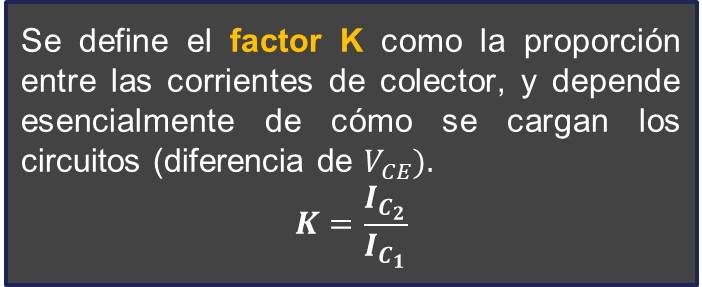 Se define el factor K como la proporción
entre las corrientes de colector, y depende
esencialmente de cómo se cargan los
circuitos (diferencia de $V_{CE}$).
$K = \frac{I_{C_2}}{I_{C_1}}$